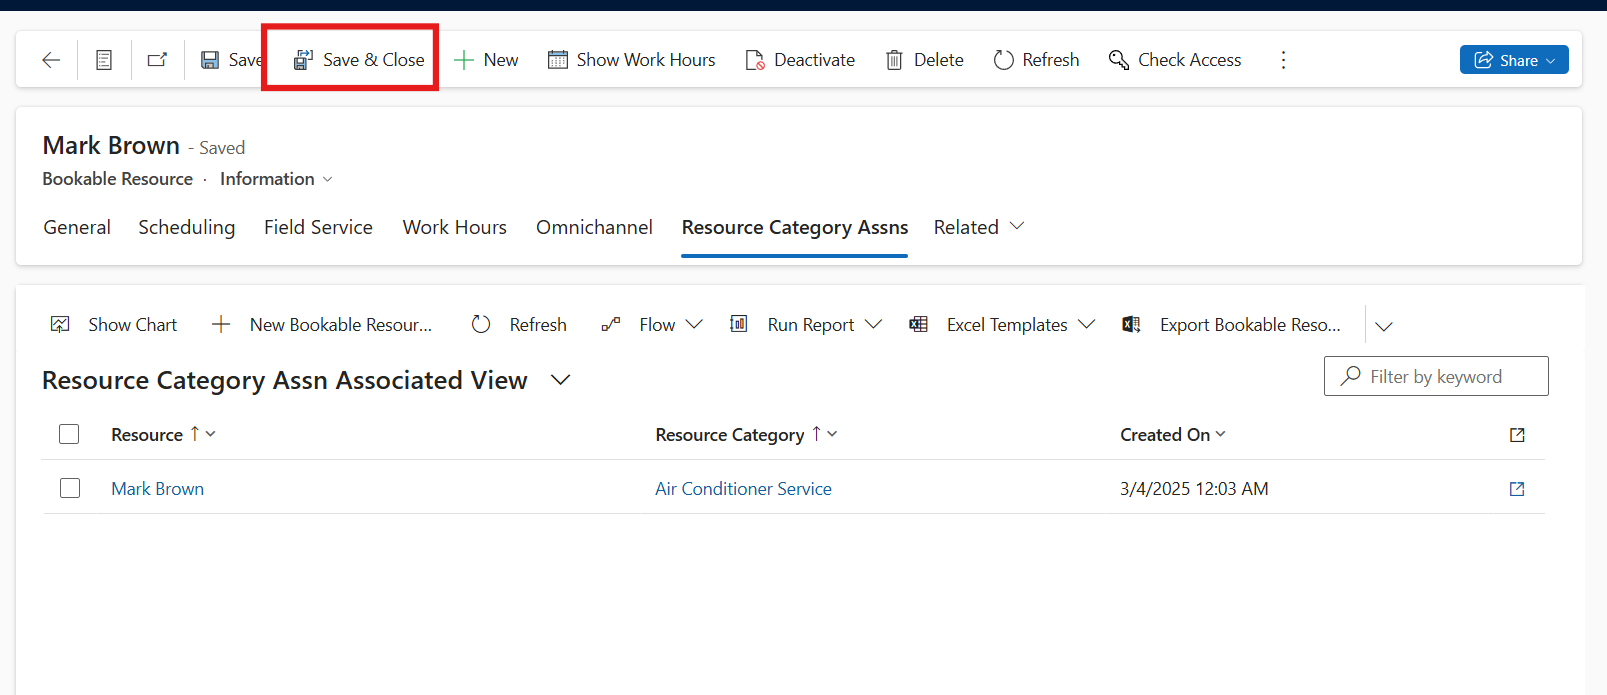 Save Save & Close New Show Work Hours Deactivate Delete Refresh Check Access Share
Mark Brown - Saved
Bookable Resource · Information
General Scheduling Field Service Work Hours Omnichannel Resource Category Assns Related
Show Chart New Bookable Resour... Refresh Flow Run Report Excel Templates Export Bookable Reso...
Resource Category Assn Associated View Filter by keyword
Resource ↑ Resource Category ↑ Created On
Mark Brown Air Conditioner Service 3/4/2025 12:03 AM